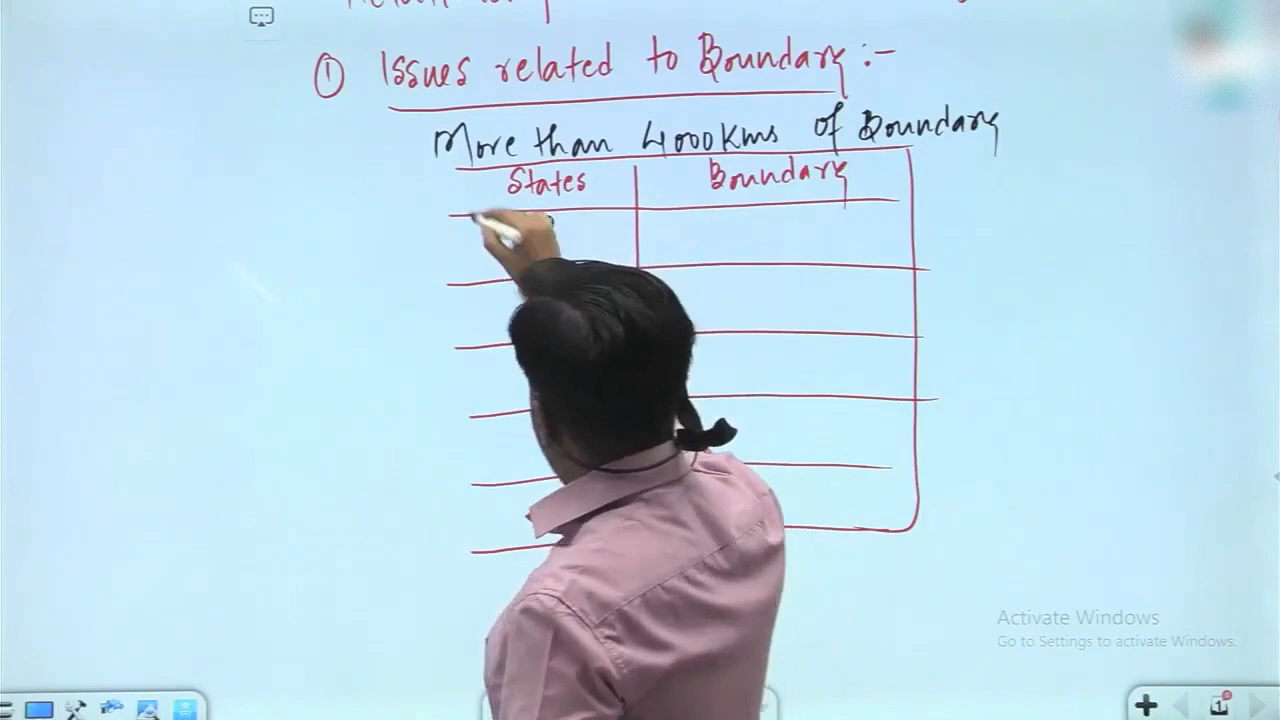 ① Issues related to Boundary :-
More than 4000Kms of Boundary
States Boundary
Activate Windows
Go to Settings to activate Windows.
1